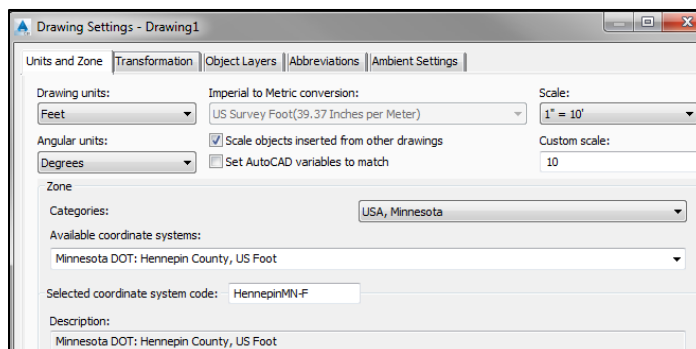 Drawing Settings - Drawing1
Units and Zone Transformation Object Layers Abbreviations Ambient Settings
Drawing units: Imperial to Metric conversion: Scale:
Feet US Survey Foot(39.37 Inches per Meter) 1" = 10'
Angular units: Scale objects inserted from other drawings Custom scale:
Degrees Set AutoCAD variables to match 10
Zone
Categories: USA, Minnesota
Available coordinate systems:
Minnesota DOT: Hennepin County, US Foot
Selected coordinate system code: HennepinMN-F
Description:
Minnesota DOT: Hennepin County, US Foot